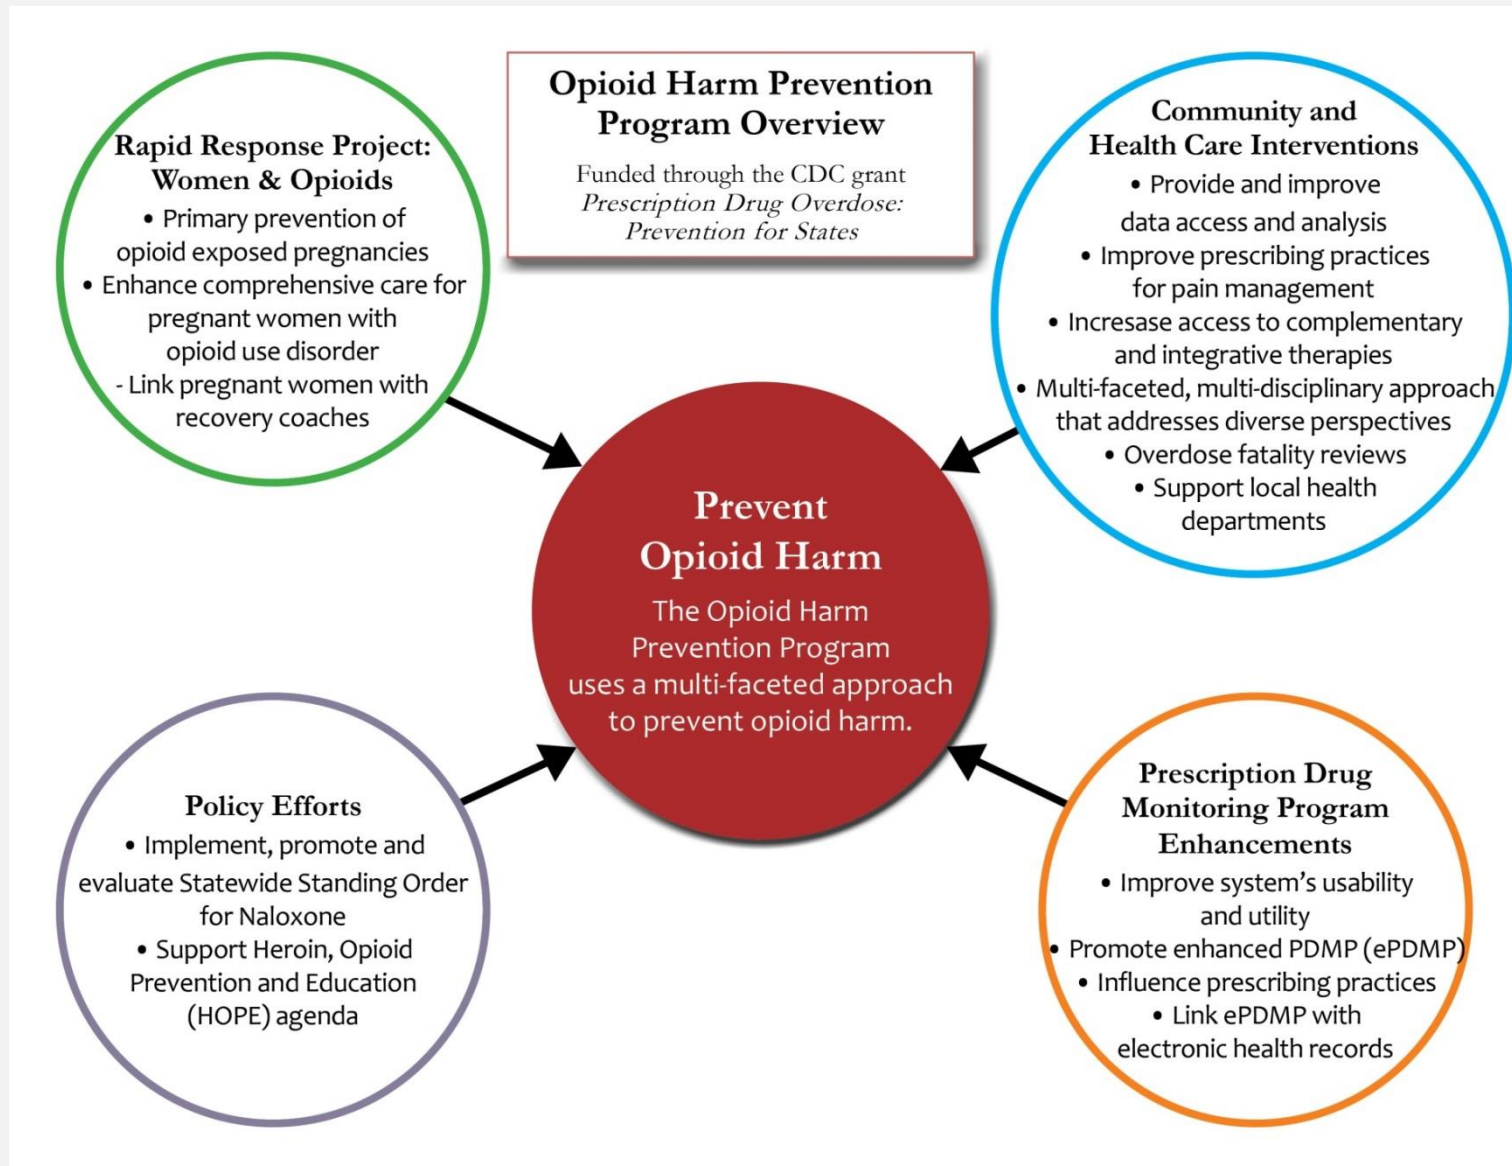 Opioid Harm Prevention
Program Overview
Funded through the CDC grant
Prescription Drug Overdose:
Prevention for States
Rapid Response Project:
Women & Opioids
• Primary prevention of
opioid exposed pregnancies
• Enhance comprehensive care for
pregnant women with
opioid use disorder
- Link pregnant women with
recovery coaches
Community and
Health Care Interventions
• Provide and improve
data access and analysis
• Improve prescribing practices
for pain management
• Incresase access to complementary
and integrative therapies
• Multi-faceted, multi-disciplinary approach
that addresses diverse perspectives
• Overdose fatality reviews
• Support local health
departments
Prevent
Opioid Harm
The Opioid Harm
Prevention Program
uses a multi-faceted approach
to prevent opioid harm.
Policy Efforts
• Implement, promote and
evaluate Statewide Standing Order
for Naloxone
• Support Heroin, Opioid
Prevention and Education
(HOPE) agenda
Prescription Drug
Monitoring Program
Enhancements
• Improve system’s usability
and utility
• Promote enhanced PDMP (ePDMP)
• Influence prescribing practices
• Link ePDMP with
electronic health records